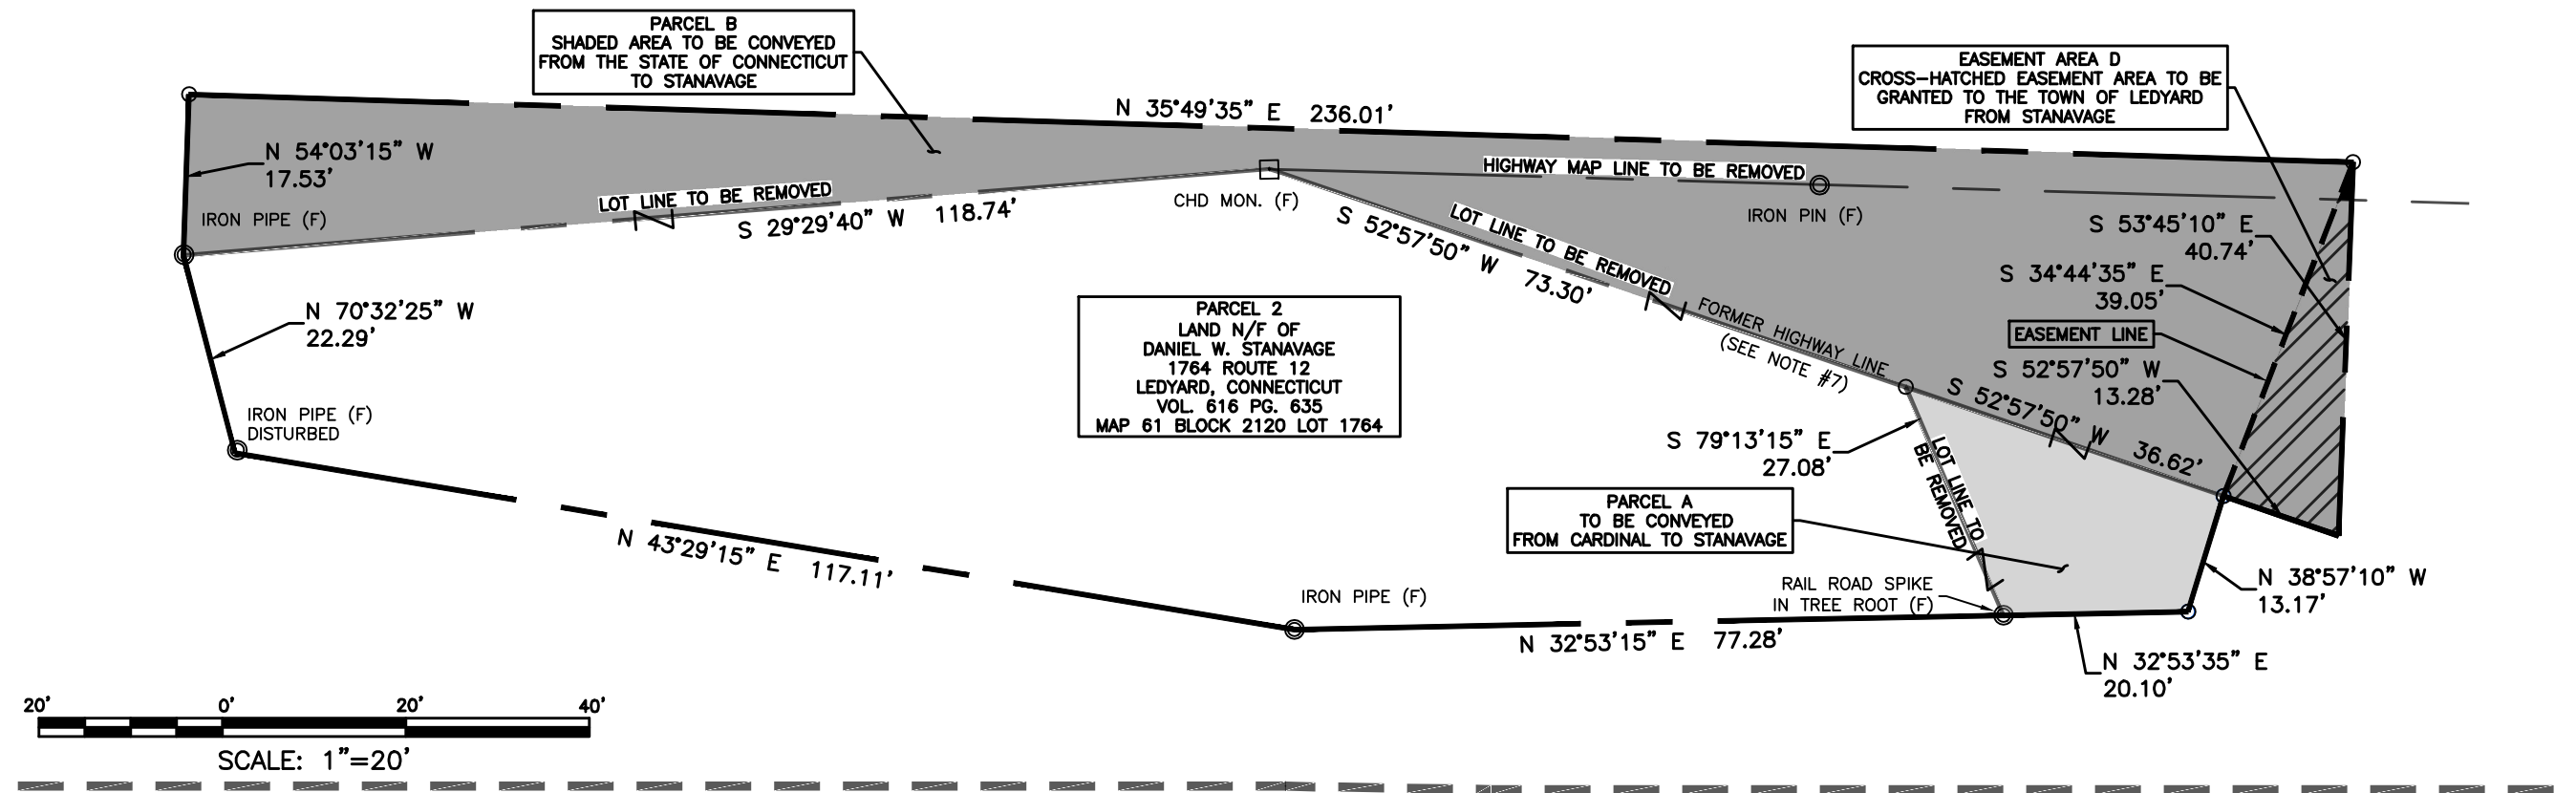 PARCEL B
SHADED AREA TO BE CONVEYED
FROM THE STATE OF CONNECTICUT
TO STANAVAGE
EASEMENT AREA D
CROSS-HATCHED EASEMENT AREA TO BE
GRANTED TO THE TOWN OF LEDYARD
FROM STANAVAGE
N 35°49'35" E 236.01'
N 54°03'15" W
17.53'
IRON PIPE (F)
LOT LINE TO BE REMOVED
S 29°29'40" W 118.74'
CHD MON. (F)
HIGHWAY MAP LINE TO BE REMOVED
IRON PIN (F)
LOT LINE TO BE REMOVED
S 52°57'50" W 73.30'
FORMER HIGHWAY LINE
(SEE NOTE #7)
S 53°45'10" E
40.74'
S 34°44'35" E
39.05'
EASEMENT LINE
S 52°57'50" W
13.28'
S 52°57'50" W 36.62'
N 70°32'25" W
22.29'
IRON PIPE (F)
DISTURBED
PARCEL 2
LAND N/F OF
DANIEL W. STANAVAGE
1764 ROUTE 12
LEDYARD, CONNECTICUT
VOL. 616 PG. 635
MAP 61 BLOCK 2120 LOT 1764
S 79°13'15" E
27.08'
LOT LINE TO
BE REMOVED
PARCEL A
TO BE CONVEYED
FROM CARDINAL TO STANAVAGE
N 43°29'15" E 117.11'
IRON PIPE (F)
RAIL ROAD SPIKE
IN TREE ROOT (F)
N 38°57'10" W
13.17'
N 32°53'15" E 77.28'
N 32°53'35" E
20.10'
20' 0' 20' 40'
SCALE: 1"=20'